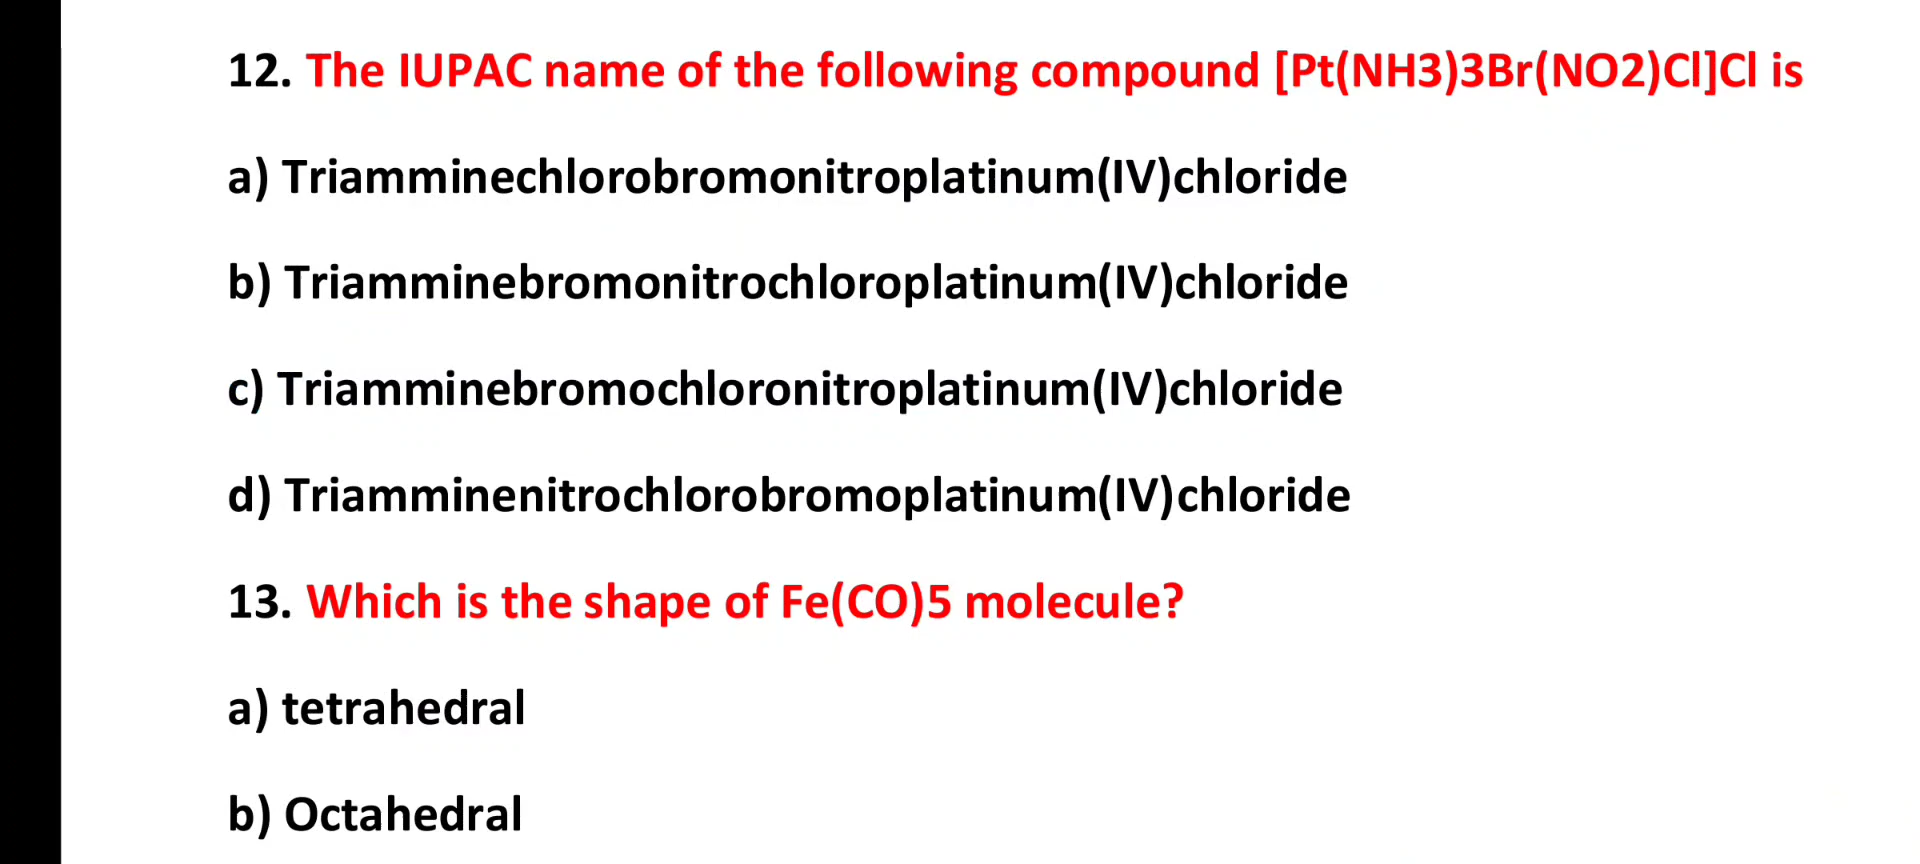 12. The IUPAC name of the following compound [Pt(NH3)3Br(NO2)Cl]Cl is
a) Triamminechlorobromonitroplatinum(IV)chloride
b) Triamminebromonitrochloroplatinum(IV)chloride
c) Triamminebromochloronitroplatinum(IV)chloride
d) Triamminenitrochlorobromoplatinum(IV)chloride
13. Which is the shape of Fe(CO)5 molecule?
a) tetrahedral
b) Octahedral